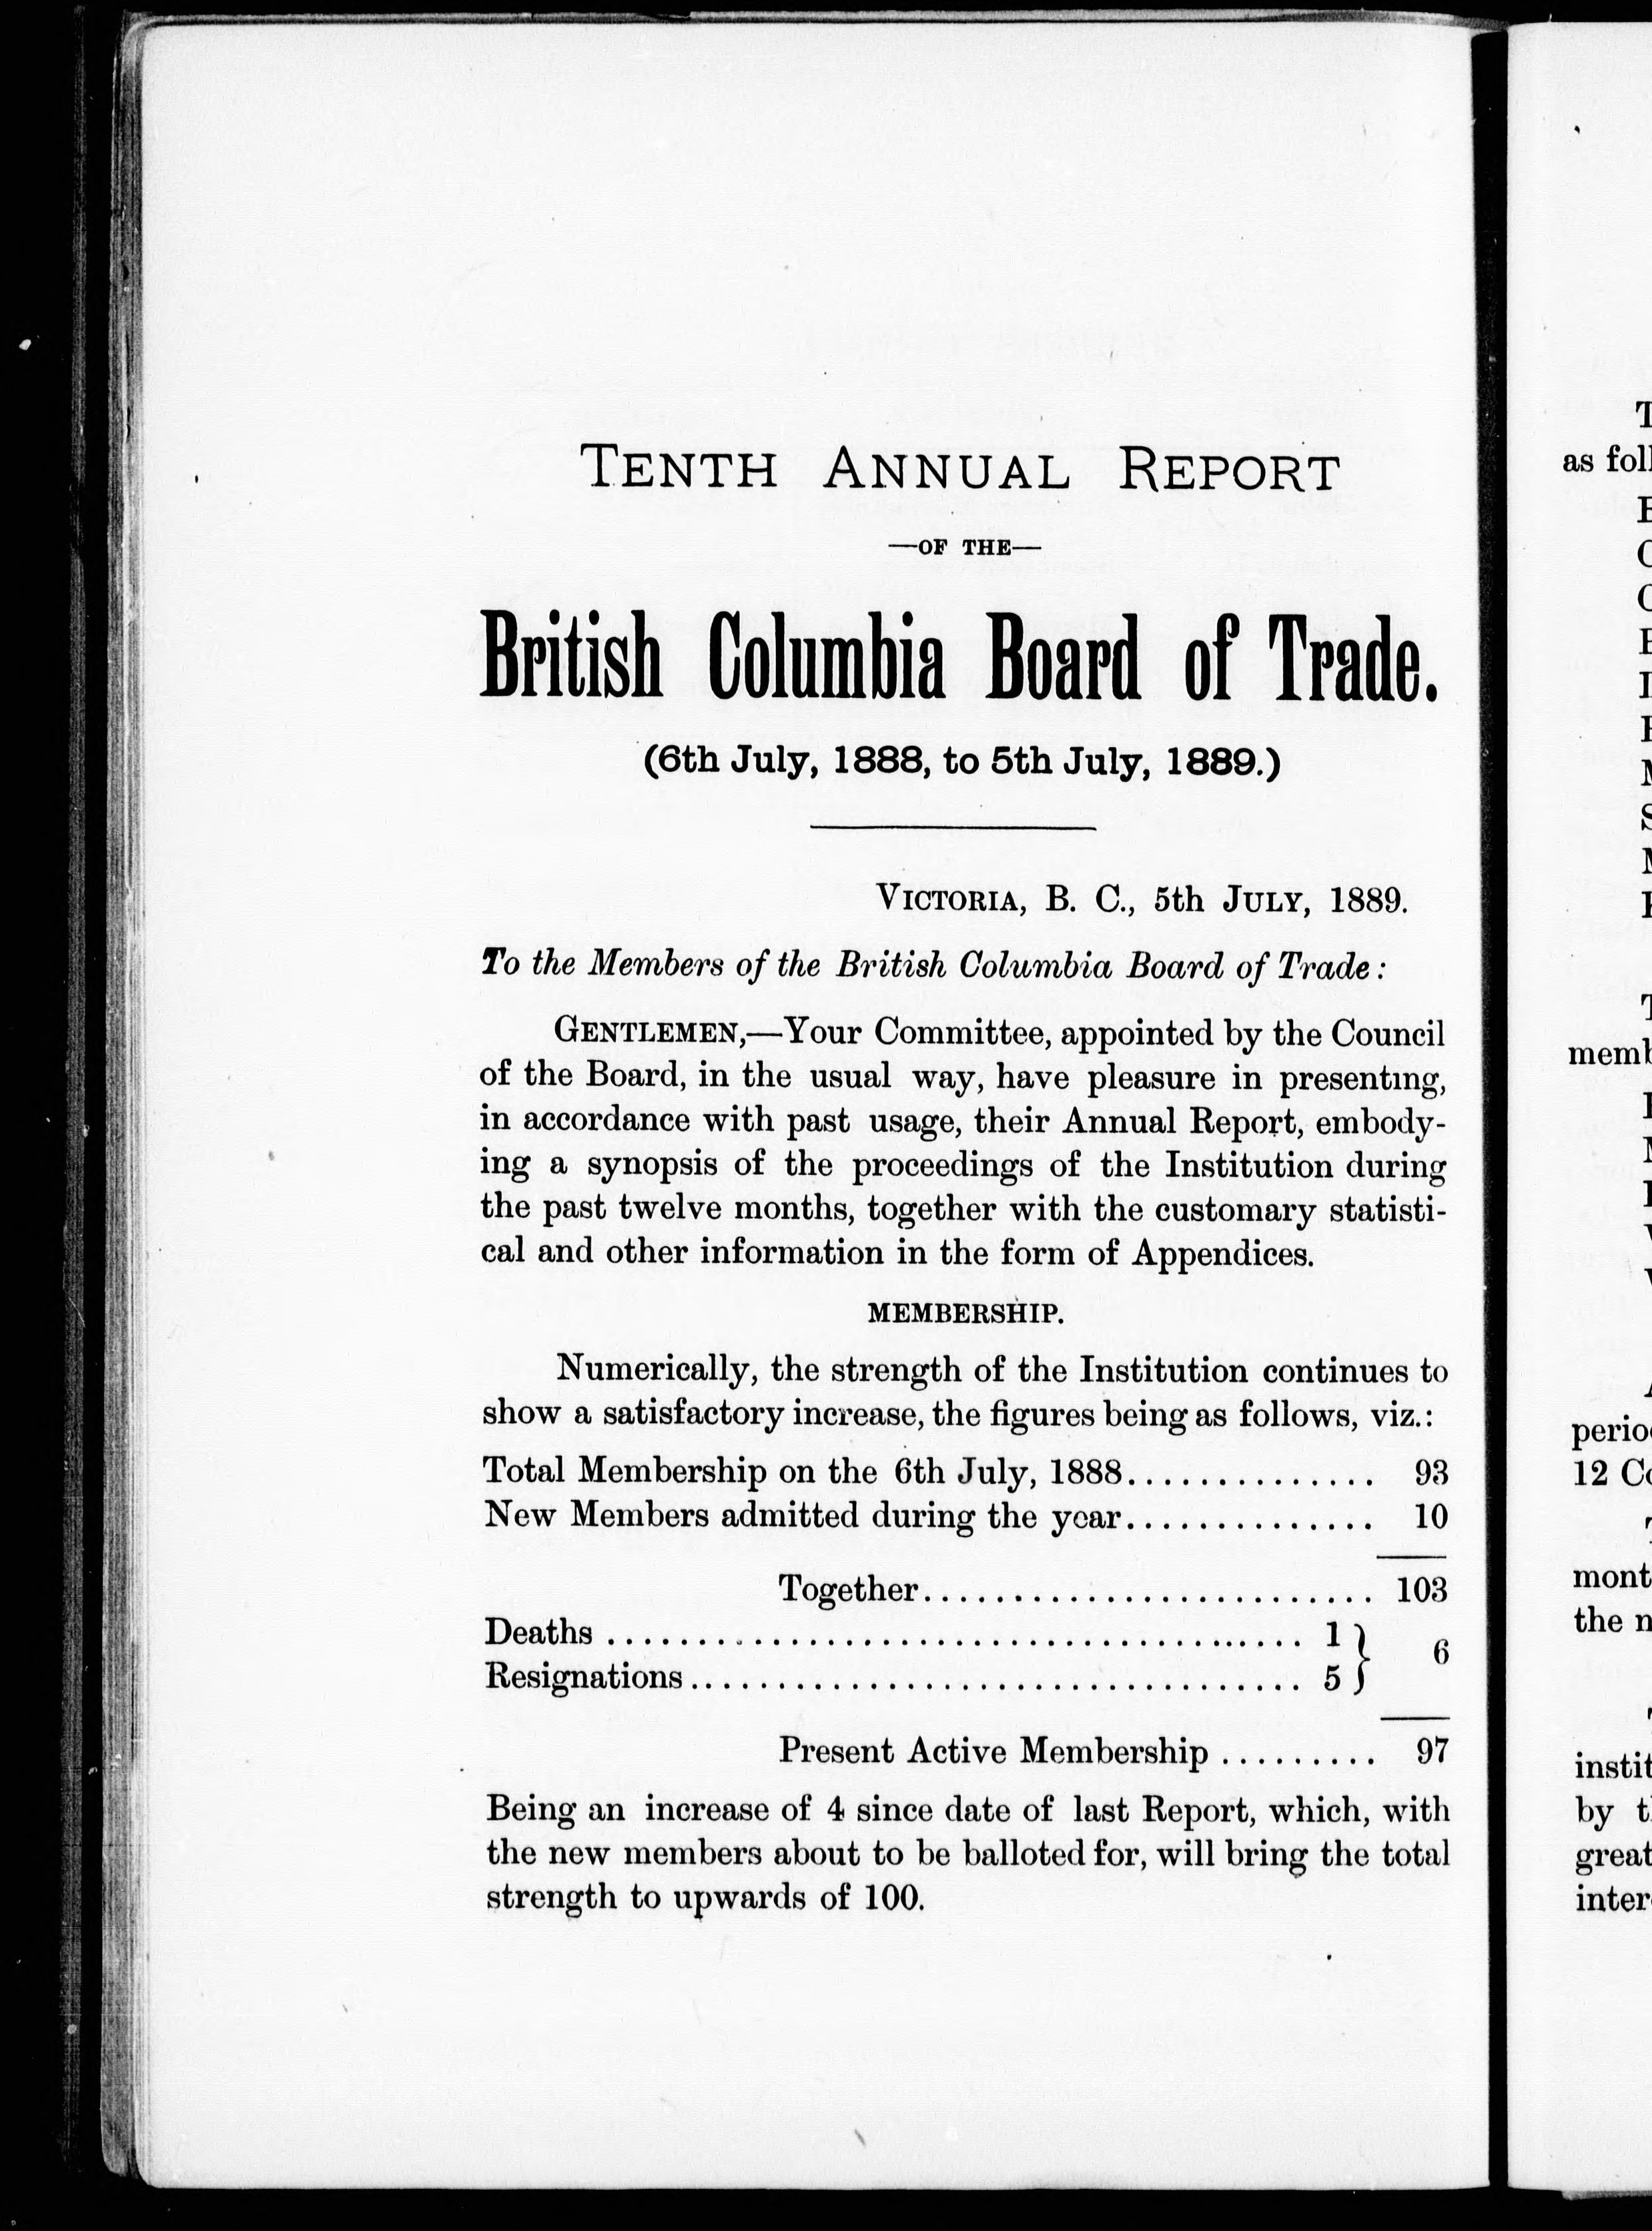 TENTH ANNUAL REPORT
—OF THE—
British Columbia Board of Trade.
(6th July, 1888, to 5th July, 1889.)
VICTORIA, B. C., 5th JULY, 1889.
To the Members of the British Columbia Board of Trade:
GENTLEMEN,—Your Committee, appointed by the Council
of the Board, in the usual way, have pleasure in presenting,
in accordance with past usage, their Annual Report, embody-
ing a synopsis of the proceedings of the Institution during
the past twelve months, together with the customary statisti-
cal and other information in the form of Appendices.
MEMBERSHIP.
Numerically, the strength of the Institution continues to
show a satisfactory increase, the figures being as follows, viz.:
Total Membership on the 6th July, 1888.............. 93
New Members admitted during the year.............. 10
Together......................... 103
Deaths ....................................... 1 } 6
Resignations.................................. 5 }
Present Active Membership ......... 97
Being an increase of 4 since date of last Report, which, with
the new members about to be balloted for, will bring the total
strength to upwards of 100.
as
12
the
by